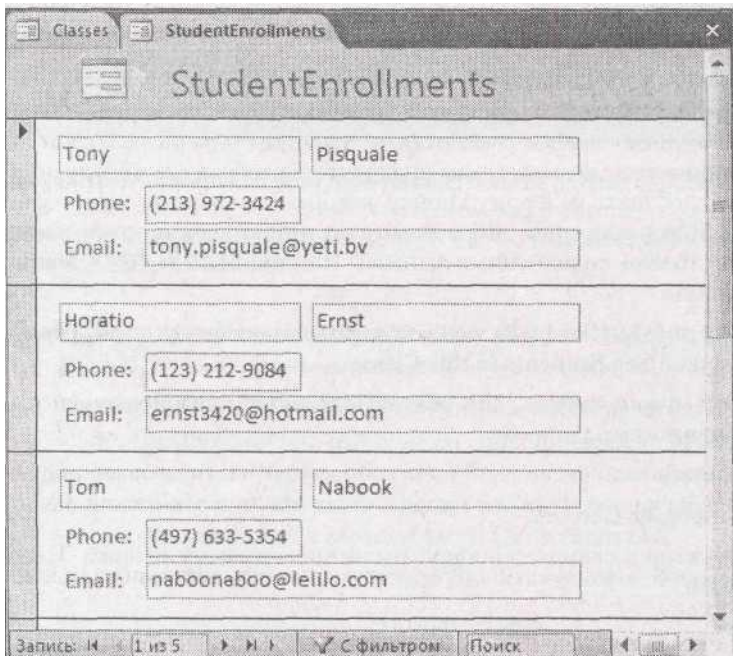 Classes StudentEnrollments
StudentEnrollments
Tony Pisquale
Phone: (213) 972-3424
Email: tony.pisquale@yeti.bv
Horatio Ernst
Phone: (123) 212-9084
Email: ernst3420@hotmail.com
Tom Nabook
Phone: (497) 633-5354
Email: naboonaboo@lelilo.com
Запись: 1 из 5 С фильтром Поиск